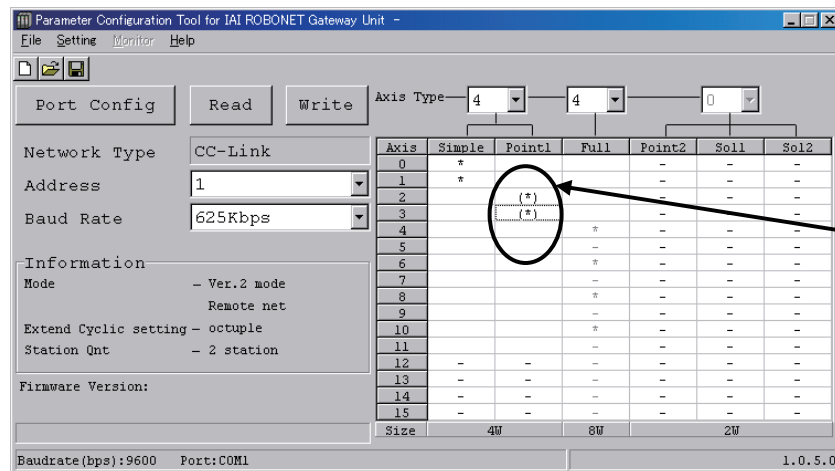 Parameter Configuration Tool for IAI ROBONET Gateway Unit -
File Setting Monitor Help
Port Config Read Write
Axis Type 4 4 0
Network Type CC-Link
Address 1
Baud Rate 625Kbps
Information
Mode - Ver.2 mode
Remote net
Extend Cyclic setting - octuple
Station Qnt - 2 station
Firmware Version:
Axis Simple Point1 Full Point2 Sol1 Sol2
0 * - - -
1 * - - -
2 (*) - - -
3 (*) - - -
4 * - - -
5 - - - -
6 * - - -
7 - - - -
8 * - - -
9 - - - -
10 * - - -
11 - - - -
12 - - - - - -
13 - - - - - -
14 - - - - - -
15 - - - - - -
Size 4W 8W 2W
Baudrate(bps):9600 Port:COM1 1.0.5.0